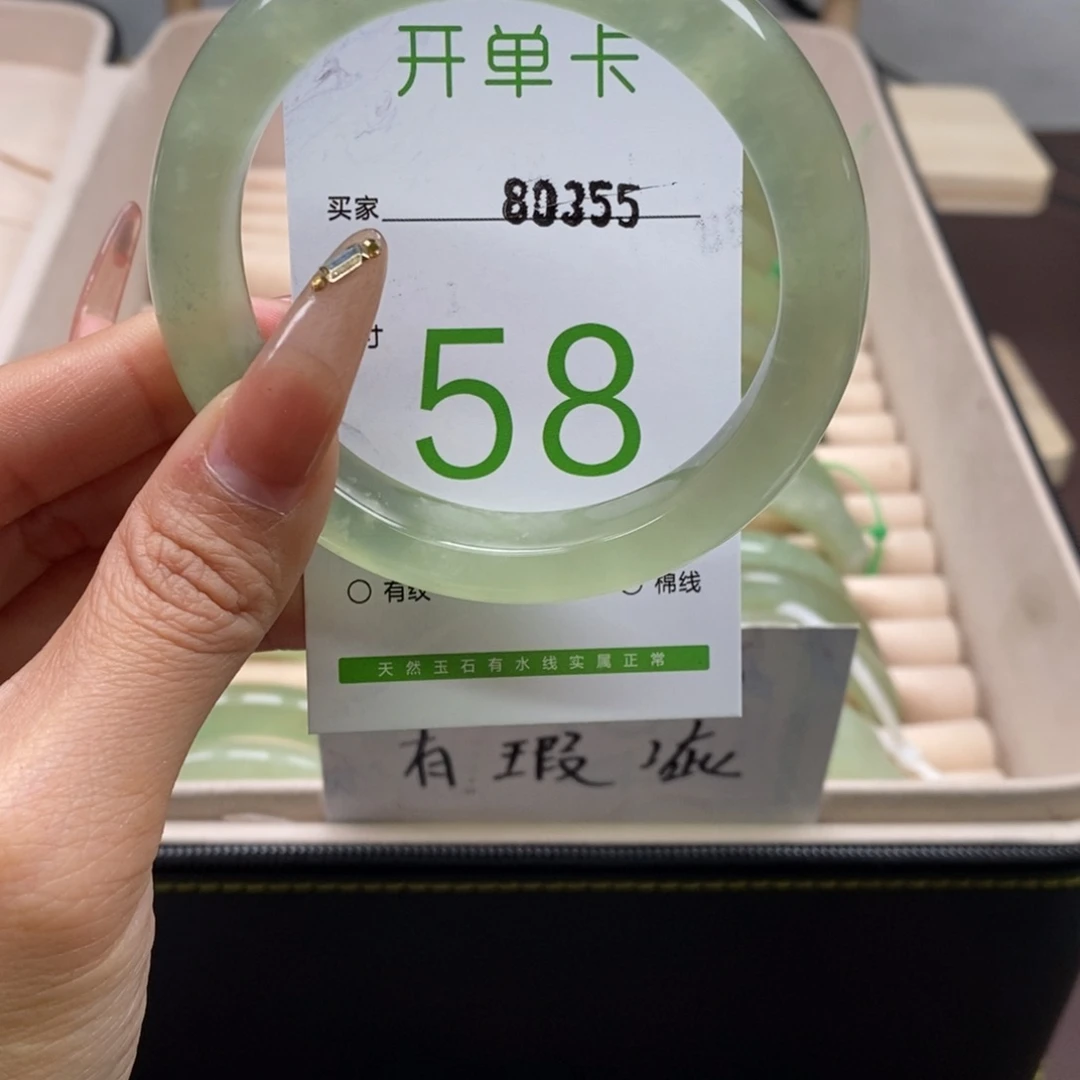 开单卡
买家 80355
寸
58
有纹 棉线
天然玉石有水线实属正常
有瑕疵